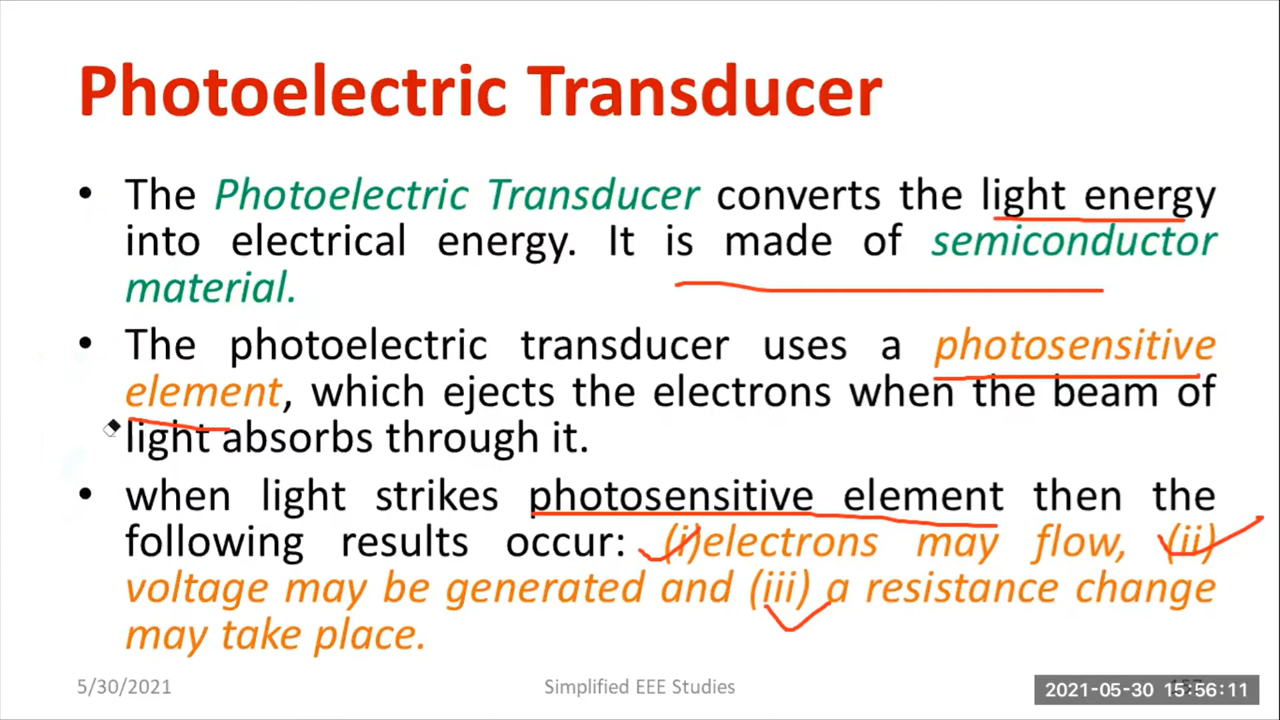 Photoelectric Transducer
• The Photoelectric Transducer converts the light energy
into electrical energy. It is made of semiconductor
material.
• The photoelectric transducer uses a photosensitive
element, which ejects the electrons when the beam of
light absorbs through it.
• when light strikes photosensitive element then the
following results occur: (i)electrons may flow, (ii)
voltage may be generated and (iii) a resistance change
may take place.
5/30/2021
Simplified EEE Studies
2021-05-30 15:56:11